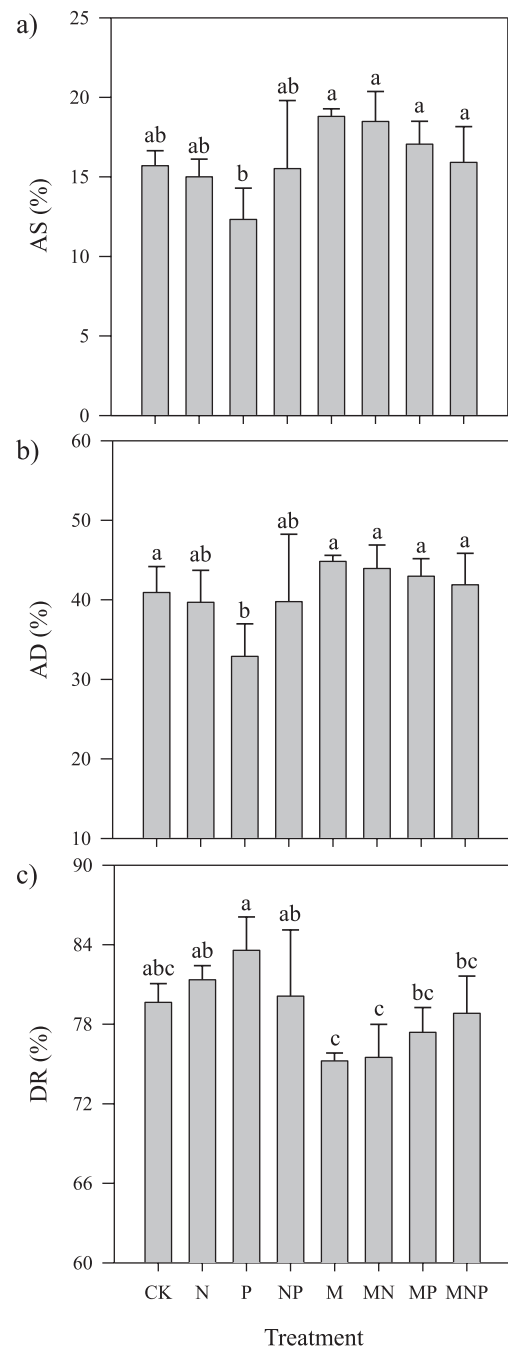 a)
25
20
15
10
5
0
AS (%)
ab ab b ab a a a a
b)
60
50
40
30
20
10
AD (%)
a ab b ab a a a a
c)
90
84
78
72
66
60
DR (%)
abc ab a ab c c bc bc
CK N P NP M MN MP MNP
Treatment